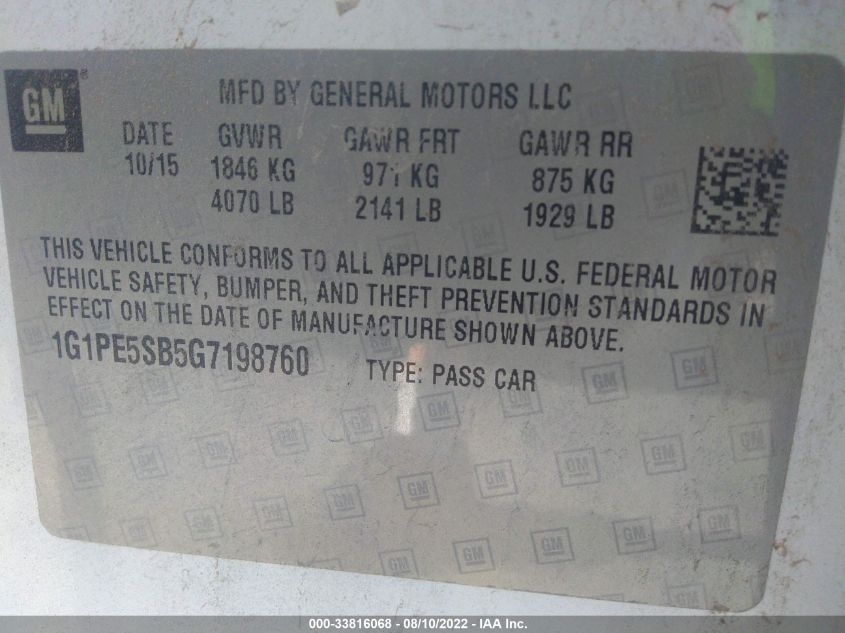 GM ®
MFD BY GENERAL MOTORS LLC
DATE GVWR GAWR FRT GAWR RR
10/15 1846 KG 971 KG 875 KG
4070 LB 2141 LB 1929 LB
THIS VEHICLE CONFORMS TO ALL APPLICABLE U.S. FEDERAL MOTOR
VEHICLE SAFETY, BUMPER, AND THEFT PREVENTION STANDARDS IN
EFFECT ON THE DATE OF MANUFACTURE SHOWN ABOVE.
1G1PE5SB5G7198760 TYPE: PASS CAR
000-33816068 - 08/10/2022 - IAA Inc.